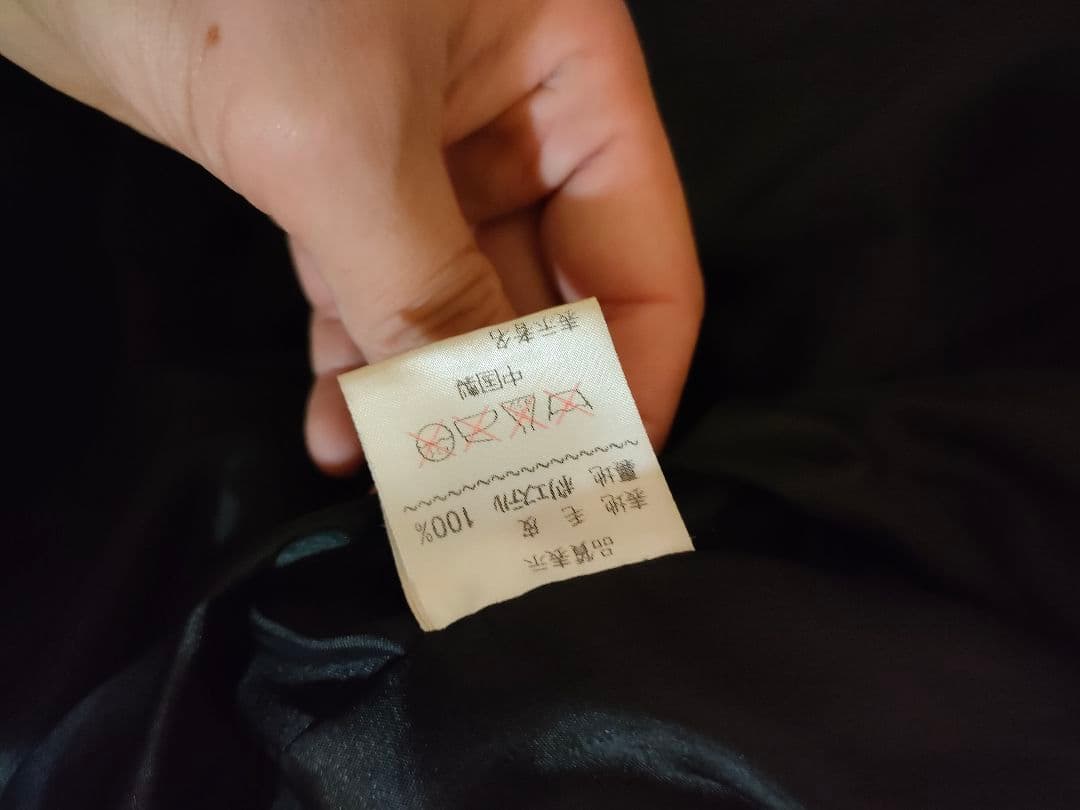 品質表示
表地 毛皮
裏地 ポリエステル 100%
中国製
表示者名